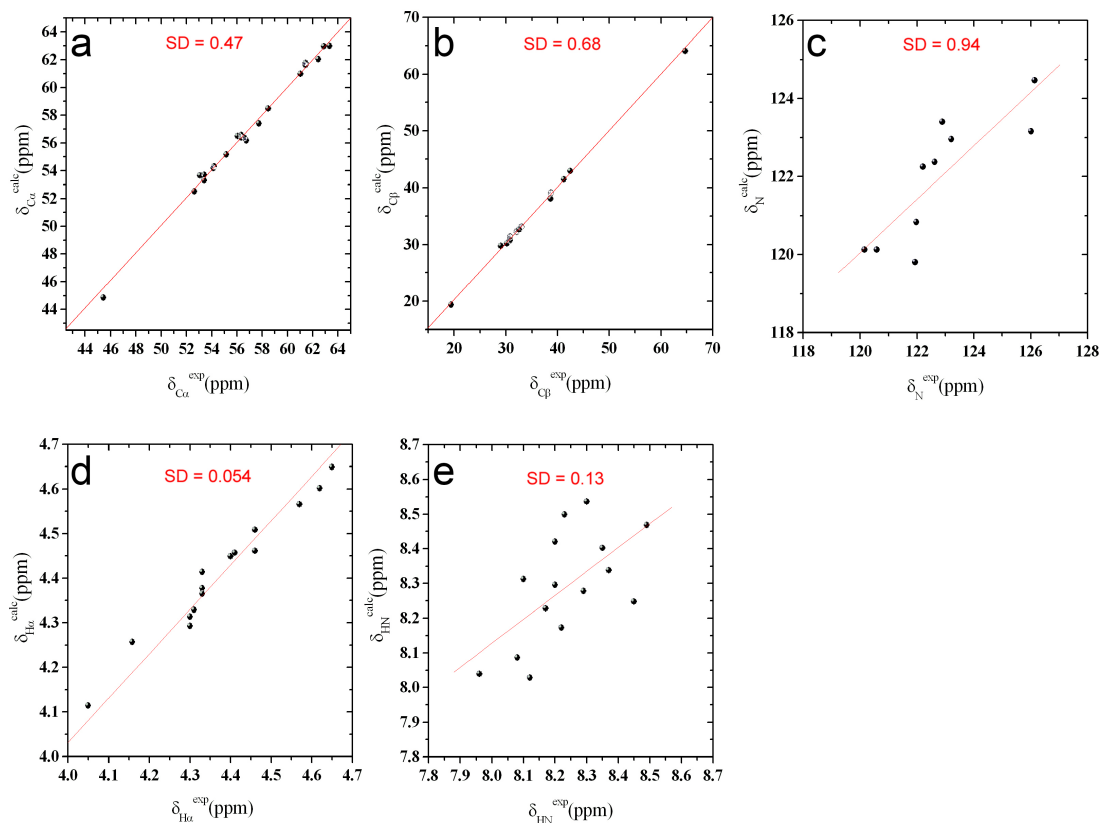 a
SD = 0.47
δCα^calc(ppm)
64
62
60
58
56
54
52
50
48
46
44
44 46 48 50 52 54 56 58 60 62 64
δCα^exp(ppm)
b
SD = 0.68
δCβ^calc(ppm)
70
60
50
40
30
20
20 30 40 50 60 70
δCβ^exp(ppm)
c
SD = 0.94
δN^calc(ppm)
126
124
122
120
118
118 120 122 124 126 128
δN^exp(ppm)
d
SD = 0.054
δHα^calc(ppm)
4.7
4.6
4.5
4.4
4.3
4.2
4.1
4.0
4.0 4.1 4.2 4.3 4.4 4.5 4.6 4.7
δHα^exp(ppm)
e
SD = 0.13
δHN^calc(ppm)
8.7
8.6
8.5
8.4
8.3
8.2
8.1
8.0
7.9
7.8
7.8 7.9 8.0 8.1 8.2 8.3 8.4 8.5 8.6 8.7
δHN^exp(ppm)